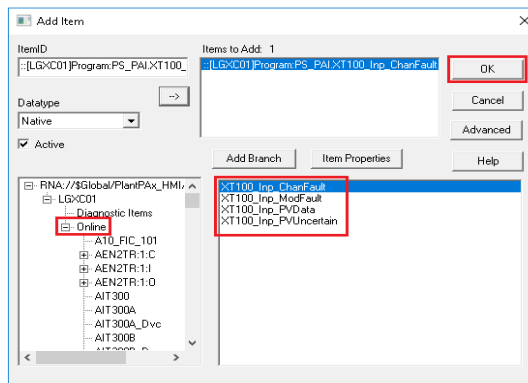 Add Item
ItemID
::[LGXC01]Program:PS_PAI.XT100_
Items to Add: 1
::[LGXC01]Program:PS_PAI.XT100_Inp_ChanFault
OK
Datatype
-->
Cancel
Native
Advanced
Active
Add Branch
Item Properties
Help
RNA://$Global/PlantPAx_HMI/
LGXC01
Diagnostic Items
Online
A10_FIC_101
AEN2TR:1:C
AEN2TR:1:I
AEN2TR:1:O
AIT300
AIT300A
AIT300A_Dvc
AIT300B
XT100_Inp_ChanFault
XT100_Inp_ModFault
XT100_Inp_PVData
XT100_Inp_PVUncertain